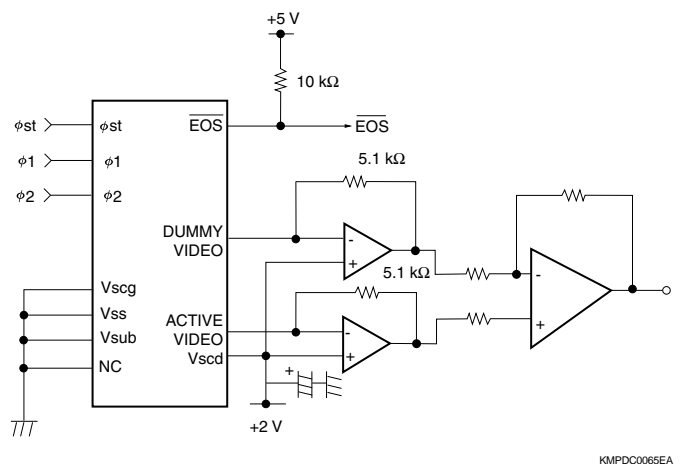 +5 V
10 kΩ
ϕst ϕst EOS EOS
ϕ1 ϕ1
5.1 kΩ
ϕ2 ϕ2
DUMMY
VIDEO
-
+
-
+
5.1 kΩ
Vscg
Vss
ACTIVE
VIDEO
-
+
Vsub
Vscd
NC
+
+2 V
KMPDC0065EA